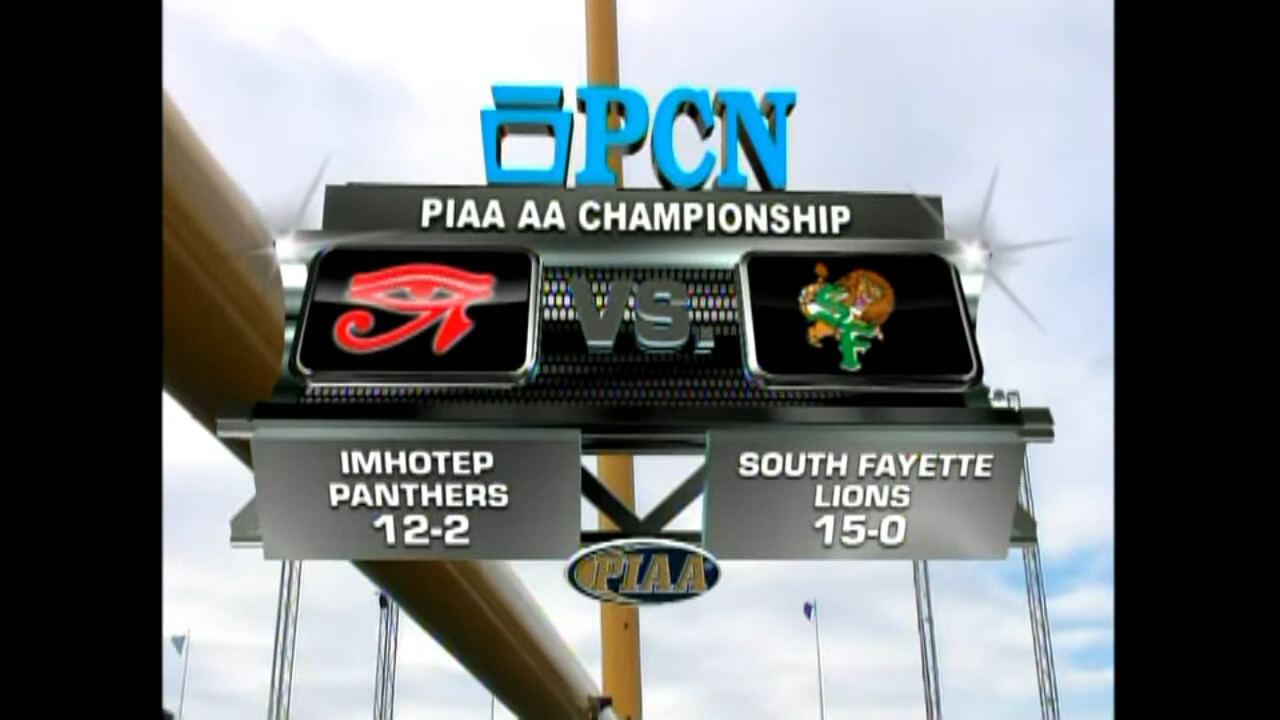 PCN
PIAA AA CHAMPIONSHIP
VS.
SF
IMHOTEP
PANTHERS
12-2
SOUTH FAYETTE
LIONS
15-0
PIAA